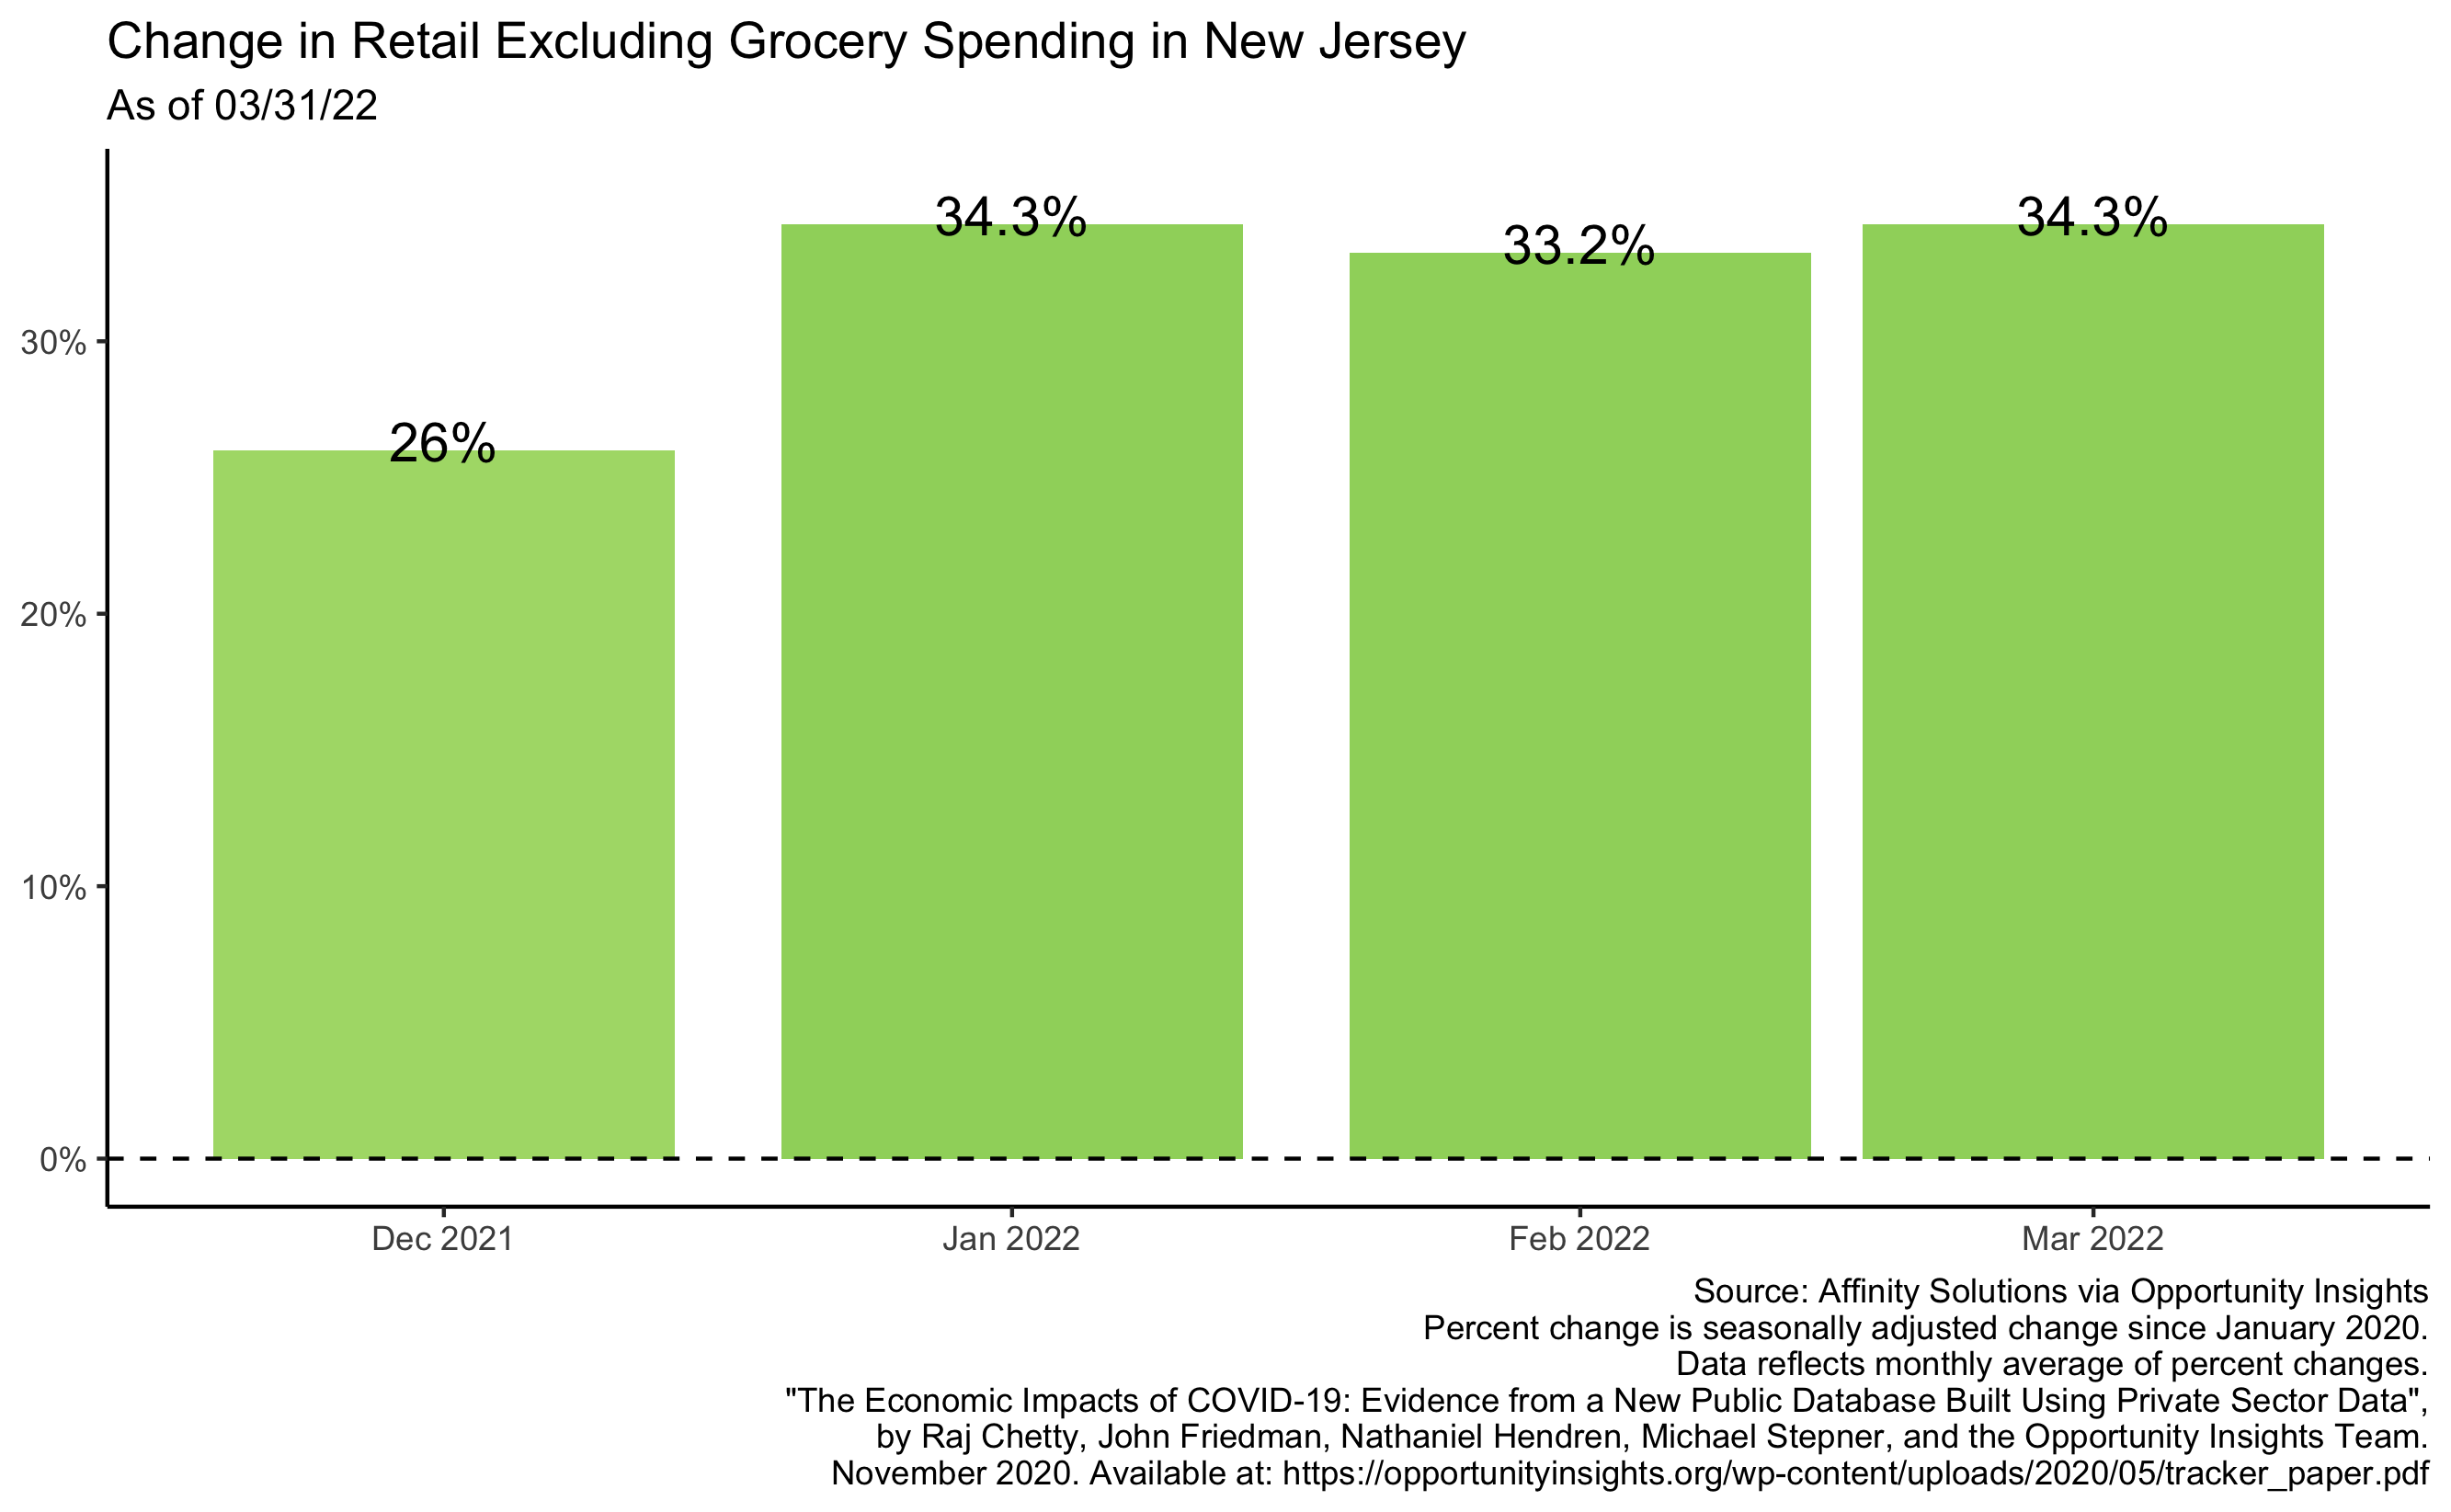 Change in Retail Excluding Grocery Spending in New Jersey
As of 03/31/22
34.3%
34.3%
33.2%
26%
30%
20%
10%
0%
Dec 2021
Jan 2022
Feb 2022
Mar 2022
Source: Affinity Solutions via Opportunity Insights
Percent change is seasonally adjusted change since January 2020.
Data reflects monthly average of percent changes.
"The Economic Impacts of COVID-19: Evidence from a New Public Database Built Using Private Sector Data",
by Raj Chetty, John Friedman, Nathaniel Hendren, Michael Stepner, and the Opportunity Insights Team.
November 2020. Available at: https://opportunityinsights.org/wp-content/uploads/2020/05/tracker_paper.pdf